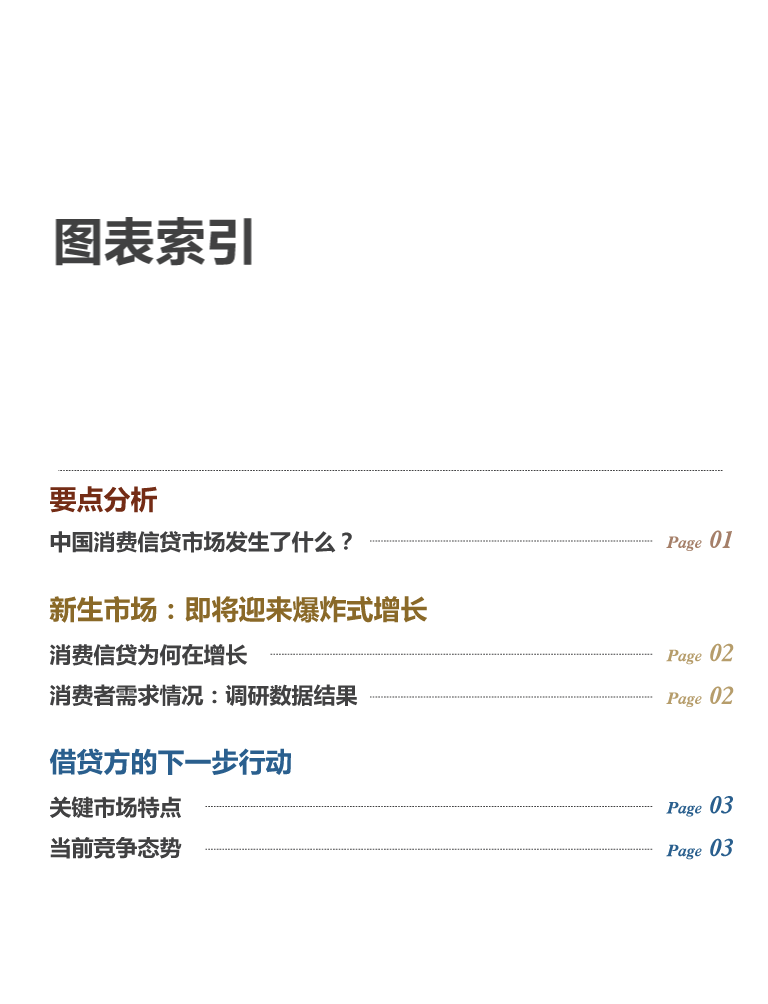 图表索引
要点分析
中国消费信贷市场发生了什么？ Page 01
新生市场：即将迎来爆炸式增长
消费信贷为何在增长 Page 02
消费者需求情况：调研数据结果 Page 02
借贷方的下一步行动
关键市场特点 Page 03
当前竞争态势 Page 03